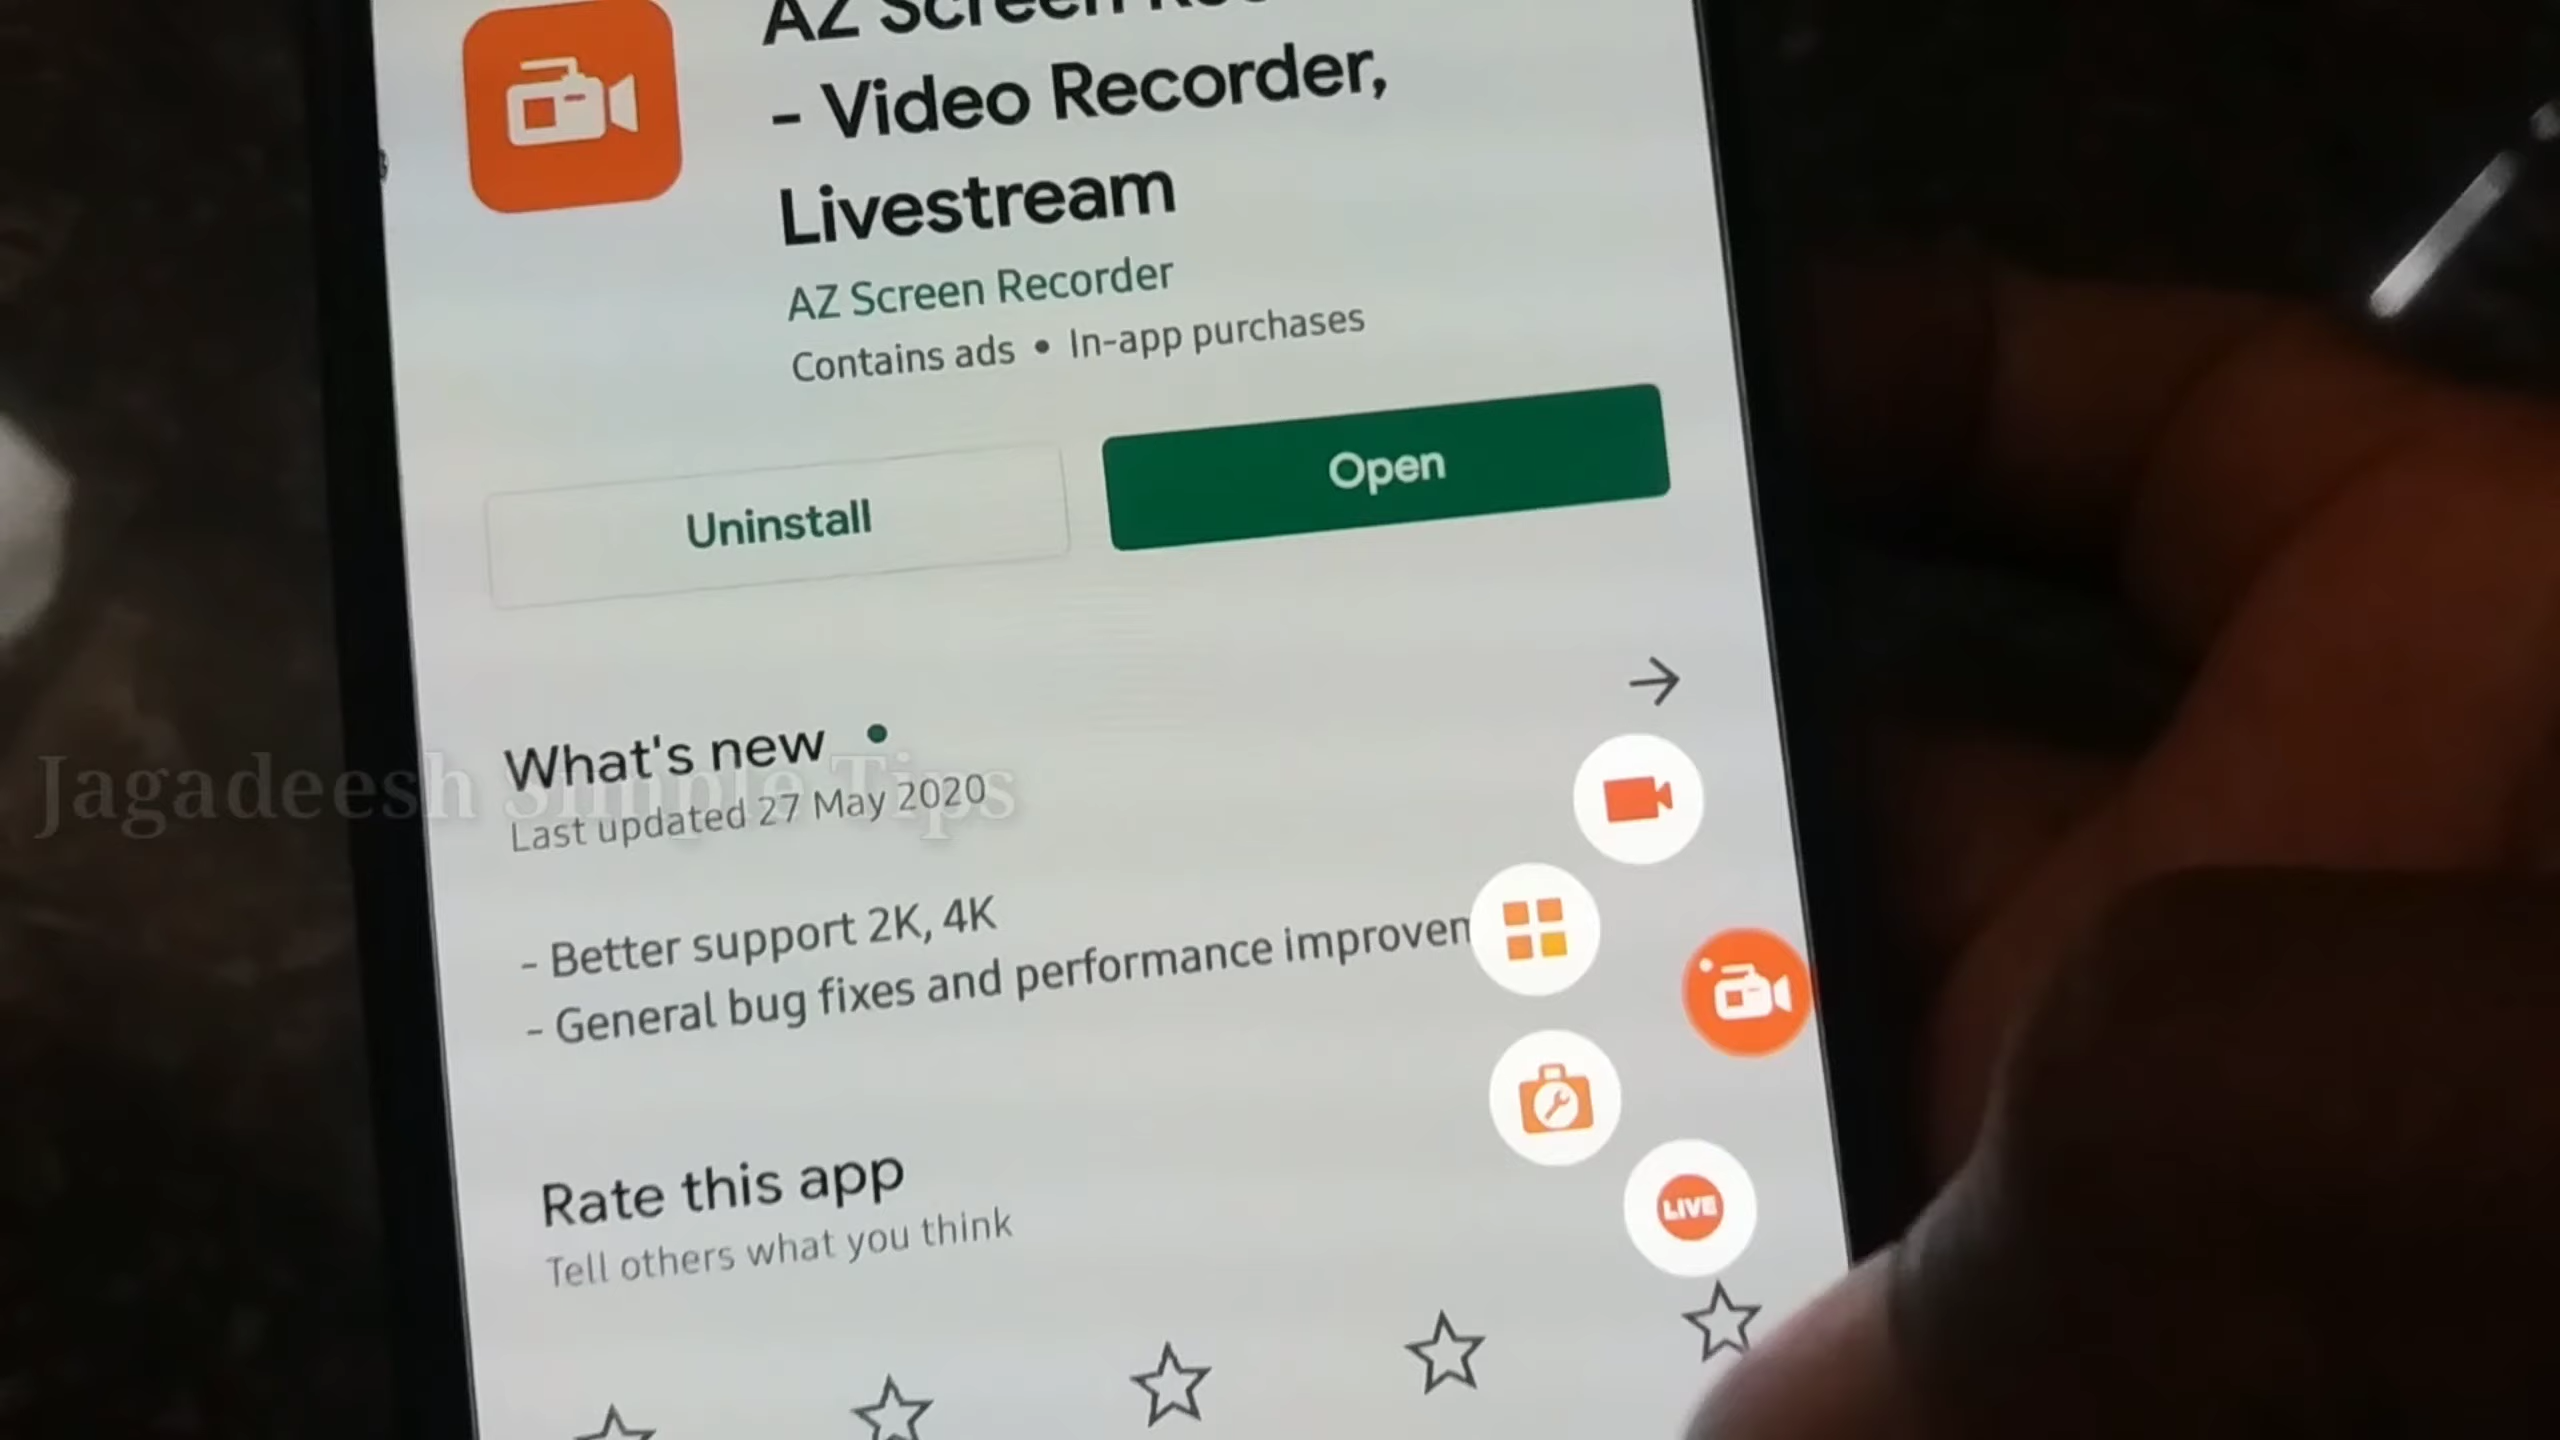 AZ Screen
- Video Recorder,
Livestream
AZ Screen Recorder
Contains ads • In-app purchases
Uninstall
Open
What's new
Jagadeesh Simple Tips
Last updated 27 May 2020
- Better support 2K, 4K
- General bug fixes and performance improvem
LIVE
Rate this app
Tell others what you think